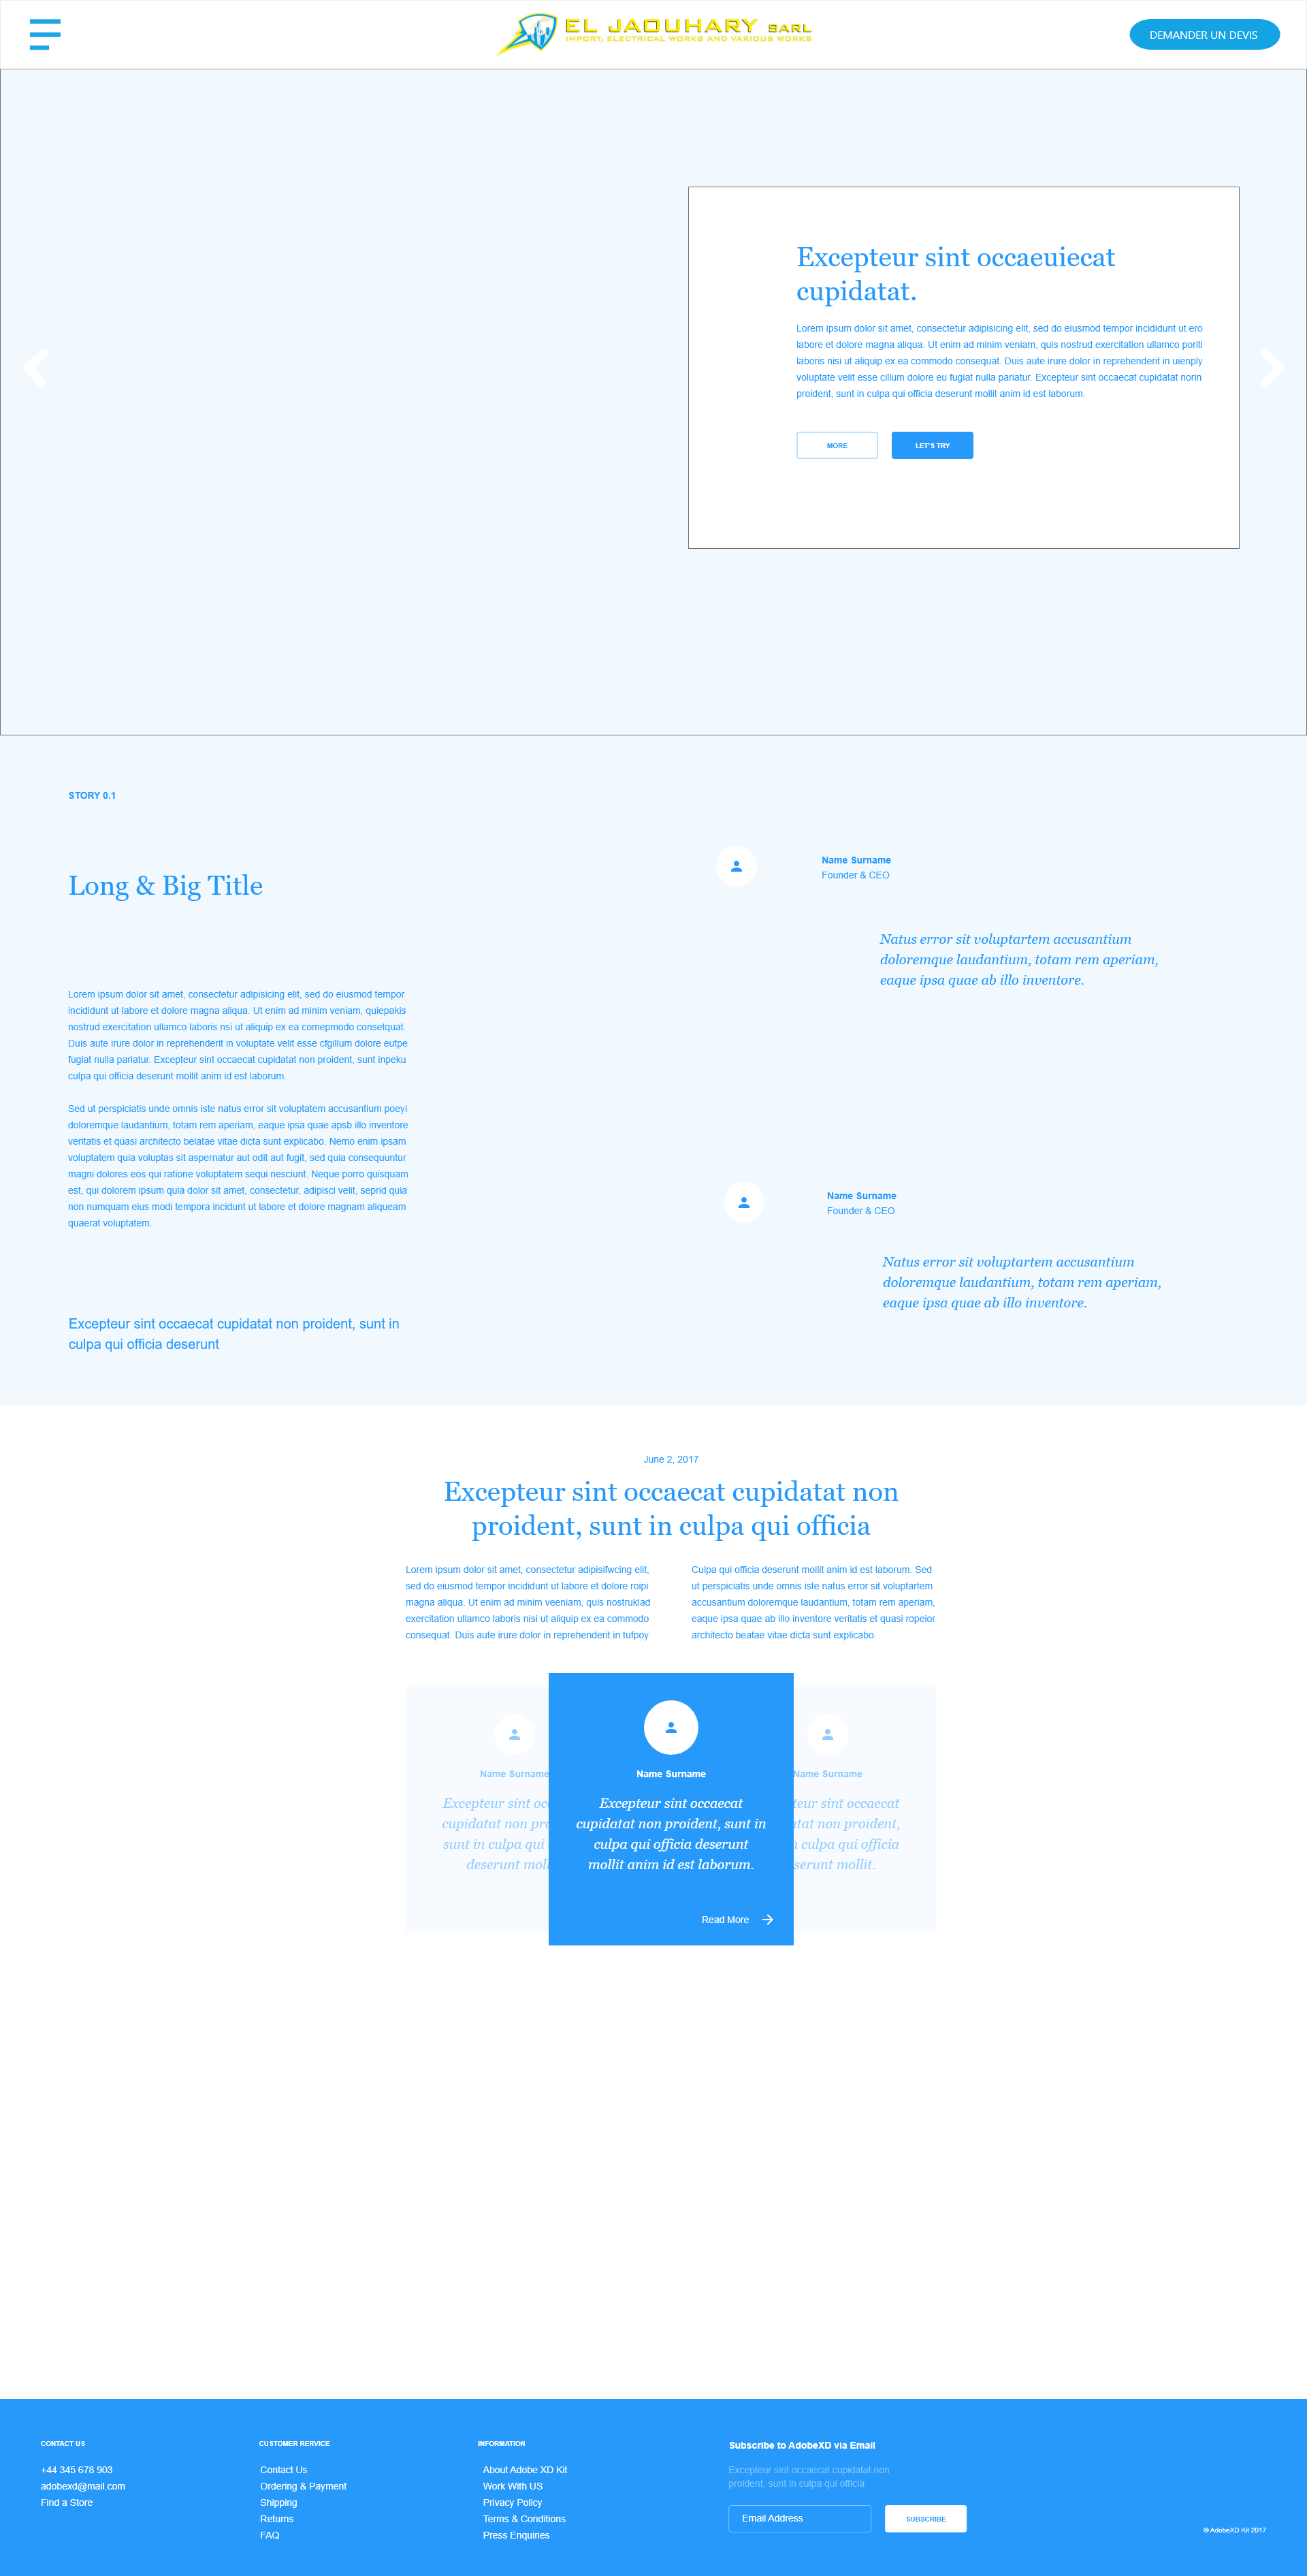 EL JAOUHARY SARL
IMPORT, ELECTRICAL WORKS AND VARIOUS WORKS
DEMANDER UN DEVIS
Excepteur sint occaeuiecat
cupidatat.
Lorem ipsum dolor sit amet, consectetur adipisicing elit, sed do eiusmod tempor incididunt ut ero
labore et dolore magna aliqua. Ut enim ad minim veniam, quis nostrud exercitation ullamco poriti
laboris nisi ut aliquip ex ea commodo consequat. Duis aute irure dolor in reprehenderit in uienply
voluptate velit esse cillum dolore eu fugiat nulla pariatur. Excepteur sint occaecat cupidatat norin
proident, sunt in culpa qui officia deserunt mollit anim id est laborum.
MORE
LET'S TRY
STORY 0.1
Long & Big Title
Lorem ipsum dolor sit amet, consectetur adipisicing elit, sed do eiusmod tempor
incididunt ut labore et dolore magna aliqua. Ut enim ad minim veniam, quiepakis
nostrud exercitation ullamco laboris nsi ut aliquip ex ea comepmodo consetquat.
Duis aute irure dolor in reprehenderit in voluptate velit esse cfgillum dolore eutpe
fugiat nulla pariatur. Excepteur sint occaecat cupidatat non proident, sunt inpeku
culpa qui officia deserunt mollit anim id est laborum.
Sed ut perspiciatis unde omnis iste natus error sit voluptatem accusantium poeyi
doloremque laudantium, totam rem aperiam, eaque ipsa quae apsb illo inventore
veritatis et quasi architecto beiatae vitae dicta sunt explicabo. Nemo enim ipsam
voluptatem quia voluptas sit aspernatur aut odit aut fugit, sed quia consequuntur
magni dolores eos qui ratione voluptatem sequi nesciunt. Neque porro quisquam
est, qui dolorem ipsum quia dolor sit amet, consectetur, adipisci velit, seprid quia
non numquam eius modi tempora incidunt ut labore et dolore magnam aliqueam
quaerat voluptatem.
Excepteur sint occaecat cupidatat non proident, sunt in
culpa qui officia deserunt
Name Surname
Founder & CEO
Natus error sit voluptartem accusantium
doloremque laudantium, totam rem aperiam,
eaque ipsa quae ab illo inventore.
Name Surname
Founder & CEO
Natus error sit voluptartem accusantium
doloremque laudantium, totam rem aperiam,
eaque ipsa quae ab illo inventore.
June 2, 2017
Excepteur sint occaecat cupidatat non
proident, sunt in culpa qui officia
Lorem ipsum dolor sit amet, consectetur adipisifwcing elit,
sed do eiusmod tempor incididunt ut labore et dolore roipi
magna aliqua. Ut enim ad minim veeniam, quis nostruklad
exercitation ullamco laboris nisi ut aliquip ex ea commodo
consequat. Duis aute irure dolor in reprehenderit in tufpoy
Culpa qui officia deserunt mollit anim id est laborum. Sed
ut perspiciatis unde omnis iste natus error sit voluptartem
accusantium doloremque laudantium, totam rem aperiam,
eaque ipsa quae ab illo inventore veritatis et quasi ropeior
architecto beatae vitae dicta sunt explicabo.
Name Surname
Excepteur sint occ
cupidatat non pro
sunt in culpa qui
deserunt moll
Name Surname
Excepteur sint occaecat
cupidatat non proident, sunt in
culpa qui officia deserunt
mollit anim id est laborum.
Read More
Name Surname
teur sint occaecat
tat non proident,
culpa qui officia
serunt mollit.
CONTACT US
+44 345 678 903
adobexd@mail.com
Find a Store
CUSTOMER RERVICE
Contact Us
Ordering & Payment
Shipping
Returns
FAQ
INFORMATION
About Adobe XD Kit
Work With US
Privacy Policy
Terms & Conditions
Press Enquiries
Subscribe to AdobeXD via Email
Excepteur sint occaecat cupidatat non
proident, sunt in culpa qui officia
Email Address
SUBSCRIBE
© AdobeXD Kit 2017